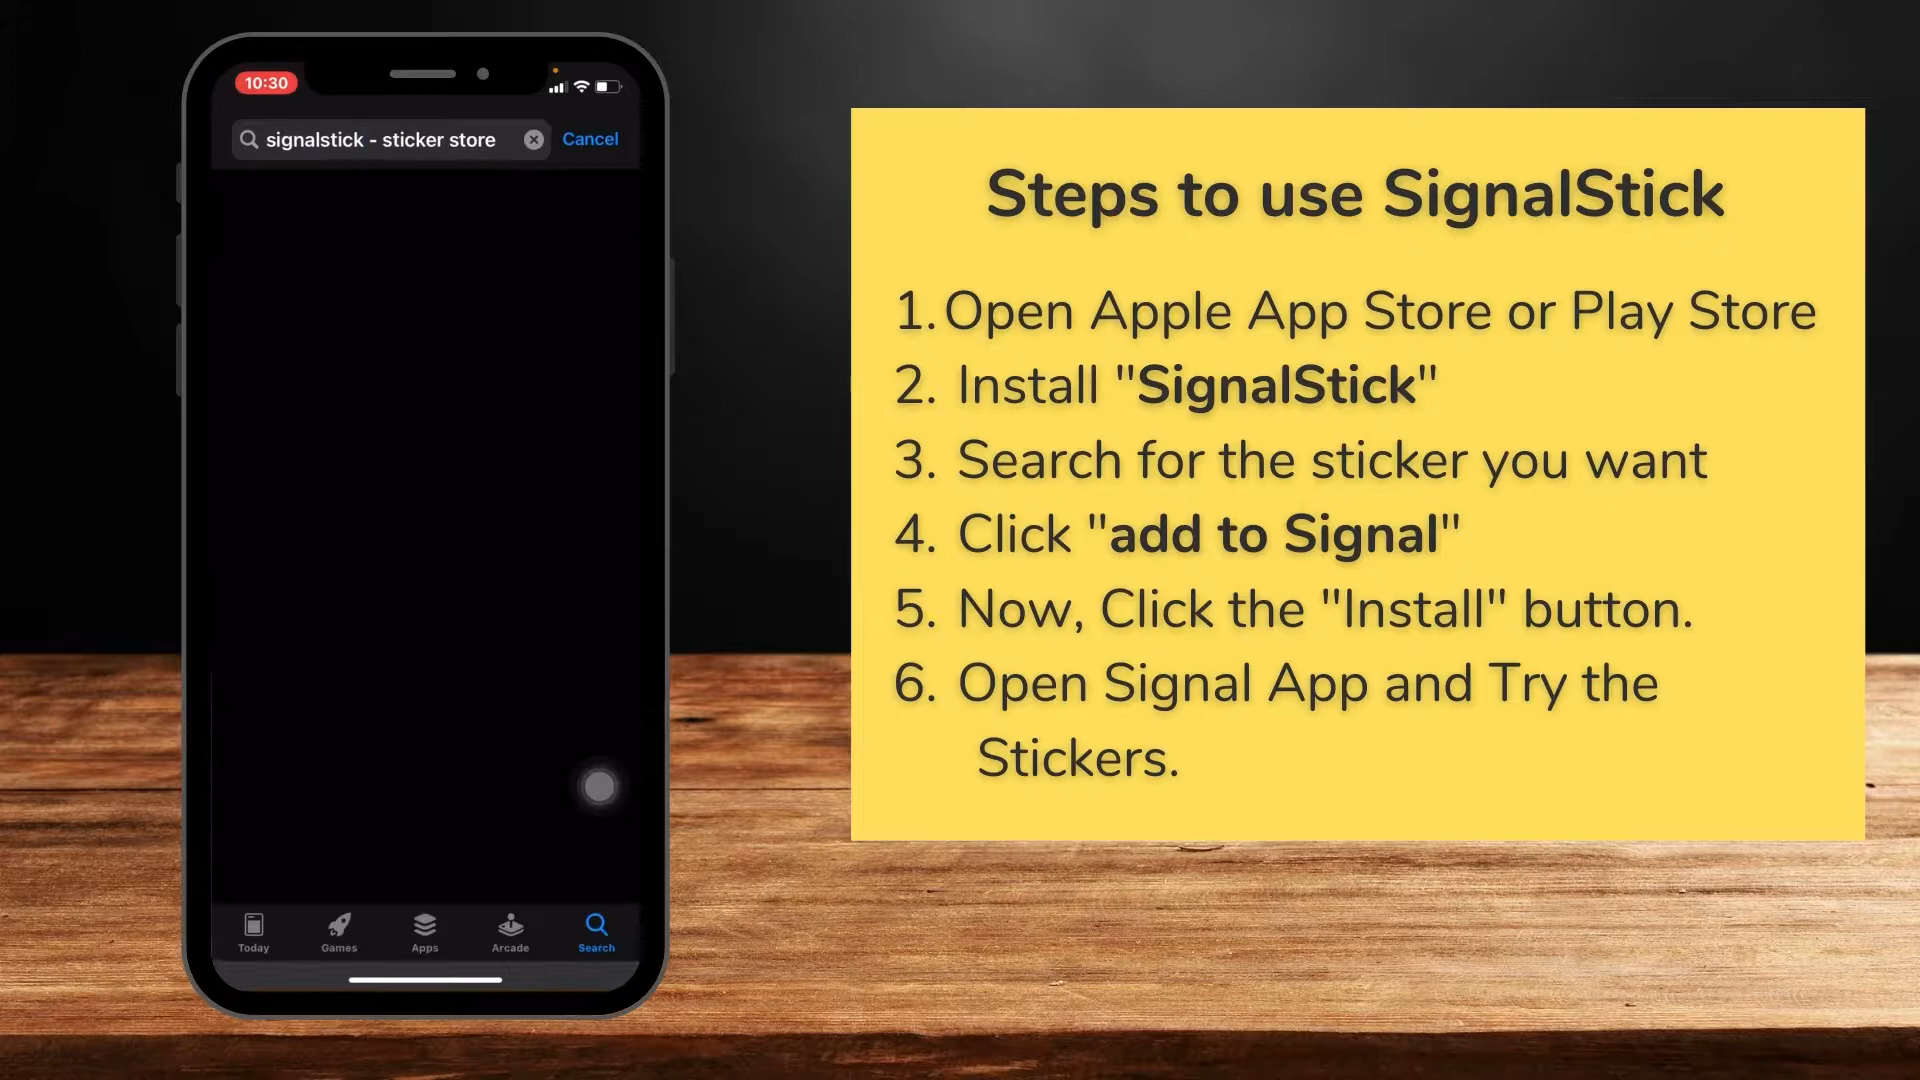 10:30
signalstick - sticker store
Cancel
Today
Games
Apps
Arcade
Search
Steps to use SignalStick
1. Open Apple App Store or Play Store
2. Install "SignalStick"
3. Search for the sticker you want
4. Click "add to Signal"
5. Now, Click the "Install" button.
6. Open Signal App and Try the
Stickers.